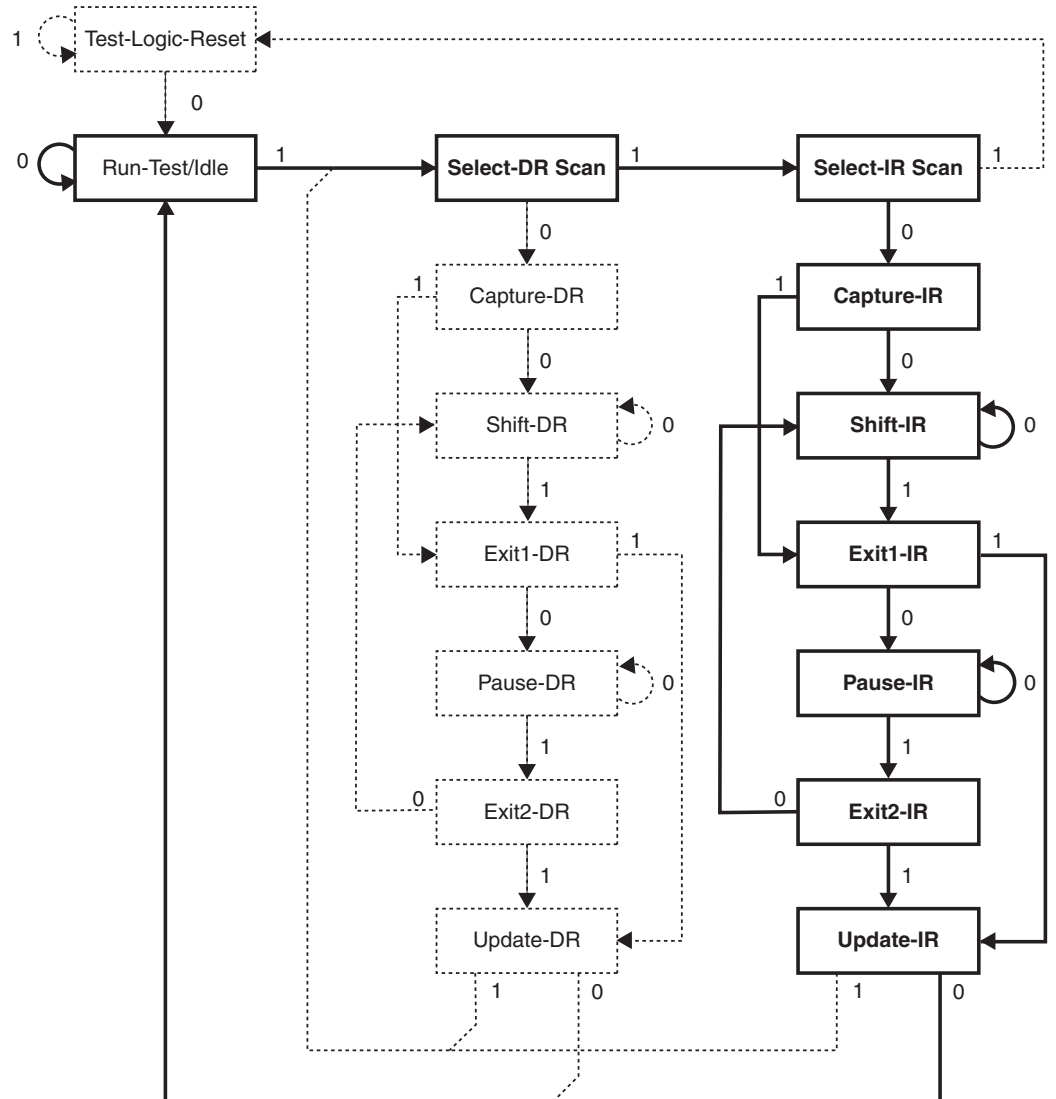 1
Test-Logic-Reset
0
0
Run-Test/Idle
1
Select-DR Scan
1
Select-IR Scan
1
0
0
1
Capture-DR
1
Capture-IR
0
0
Shift-DR
0
Shift-IR
0
1
1
Exit1-DR
1
Exit1-IR
1
0
0
Pause-DR
0
Pause-IR
0
1
1
0
Exit2-DR
0
Exit2-IR
1
1
Update-DR
Update-IR
1
0
1
0